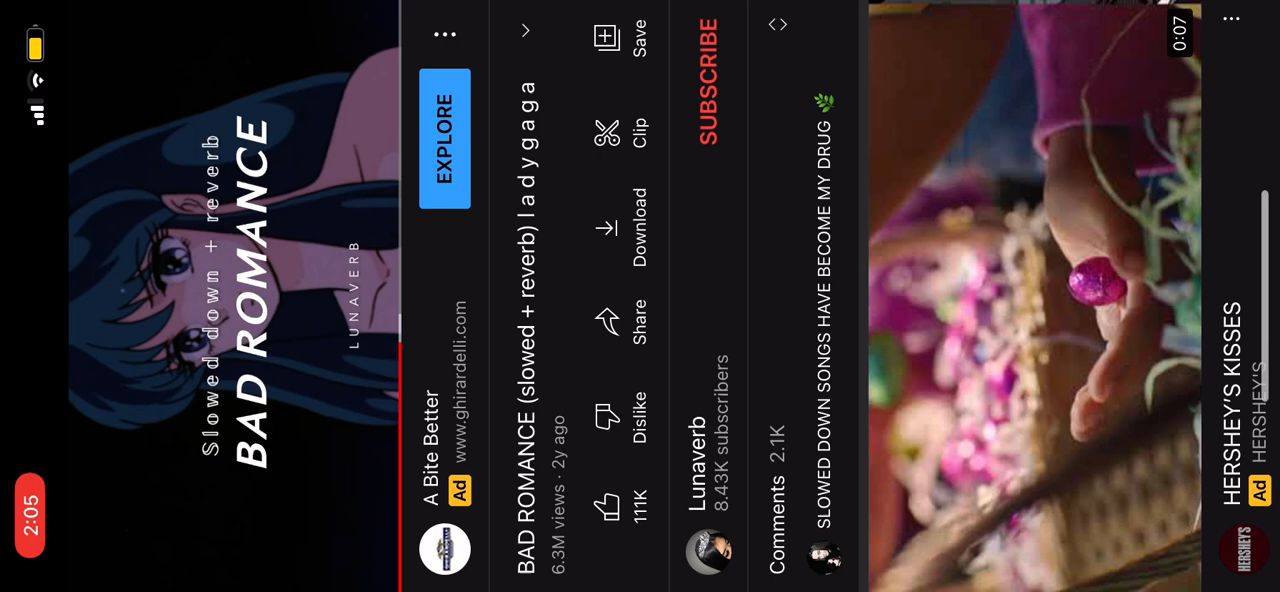 2:05
Slowed down + reverb
BAD ROMANCE
LUNAVERB
A Bite Better
Ad www.ghirardelli.com
EXPLORE
BAD ROMANCE (slowed + reverb) l a d y g a g a
6.3M views · 2y ago
111K
Dislike
Share
Download
Clip
Save
Lunaverb
8.43K subscribers
SUBSCRIBE
Comments 2.1K
SLOWED DOWN SONGS HAVE BECOME MY DRUG 🌿
0:07
HERSHEY'S
HERSHEY'S KISSES
Ad HERSHEY'S